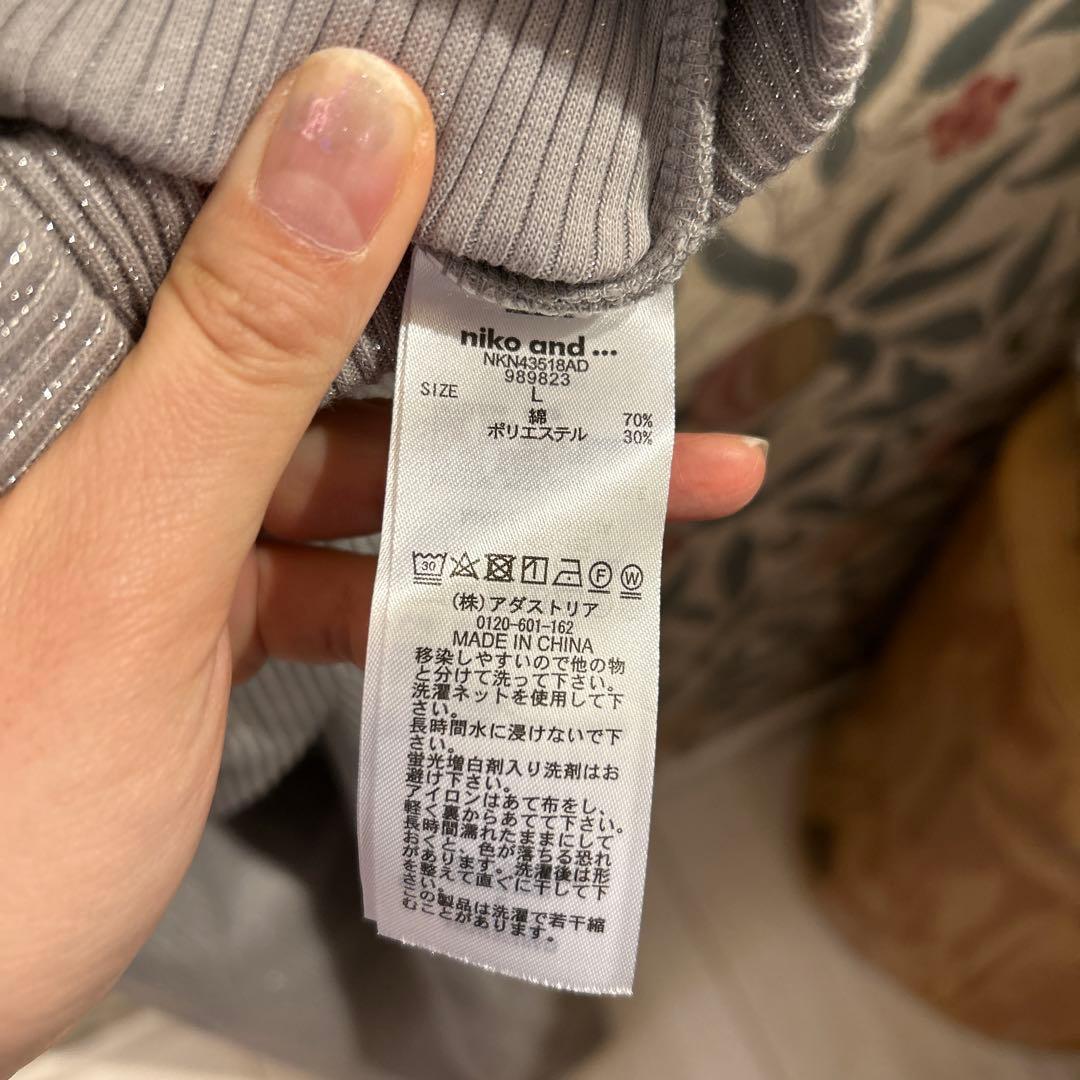 niko and ...
NKN43518AD
989823
SIZE L
綿 70%
ポリエステル 30%
30 F W
(株)アダストリア
0120-601-162
MADE IN CHINA
移染しやすいので他の物
と分けて洗って下さい。
洗濯ネットを使用して下
さい。
長時間水に浸けないで下
さい。
蛍光増白剤入り洗剤はお
避け下さい。
アイロンはあて布をし、
軽く裏からあてて下さい。
長時間濡れたままにして
おくと、色が落ちる恐れ
があります。洗濯後は形
を整えて直ぐに干して下
さい。
この製品は洗濯で若干縮
むことがあります。